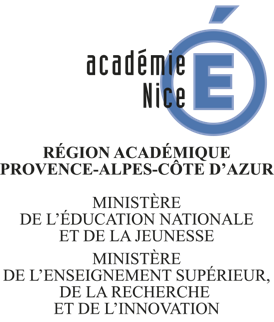 académie
Nice
É
RÉGION ACADÉMIQUE
PROVENCE-ALPES-CÔTE D'AZUR
MINISTÈRE
DE L'ÉDUCATION NATIONALE
ET DE LA JEUNESSE
MINISTÈRE
DE L'ENSEIGNEMENT SUPÉRIEUR,
DE LA RECHERCHE
ET DE L'INNOVATION